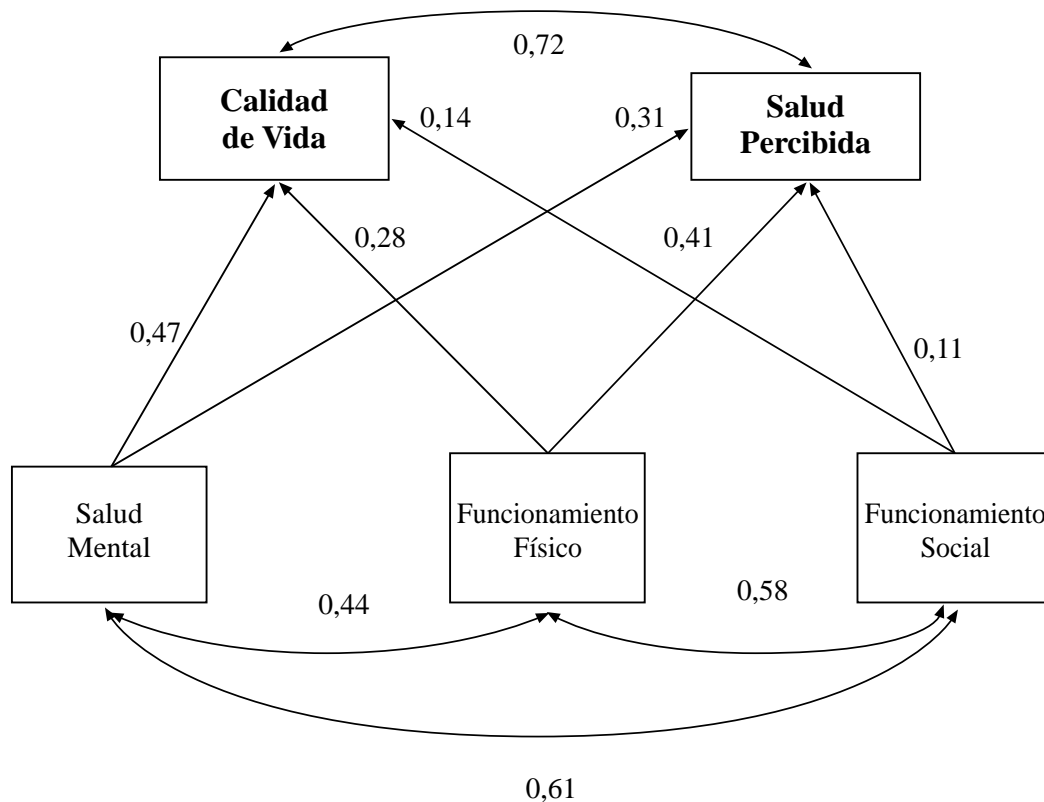 0,72
Calidad
de Vida
0,14
0,31
Salud
Percibida
0,28
0,41
0,47
0,11
Salud
Mental
Funcionamiento
Físico
Funcionamiento
Social
0,44
0,58
0,61